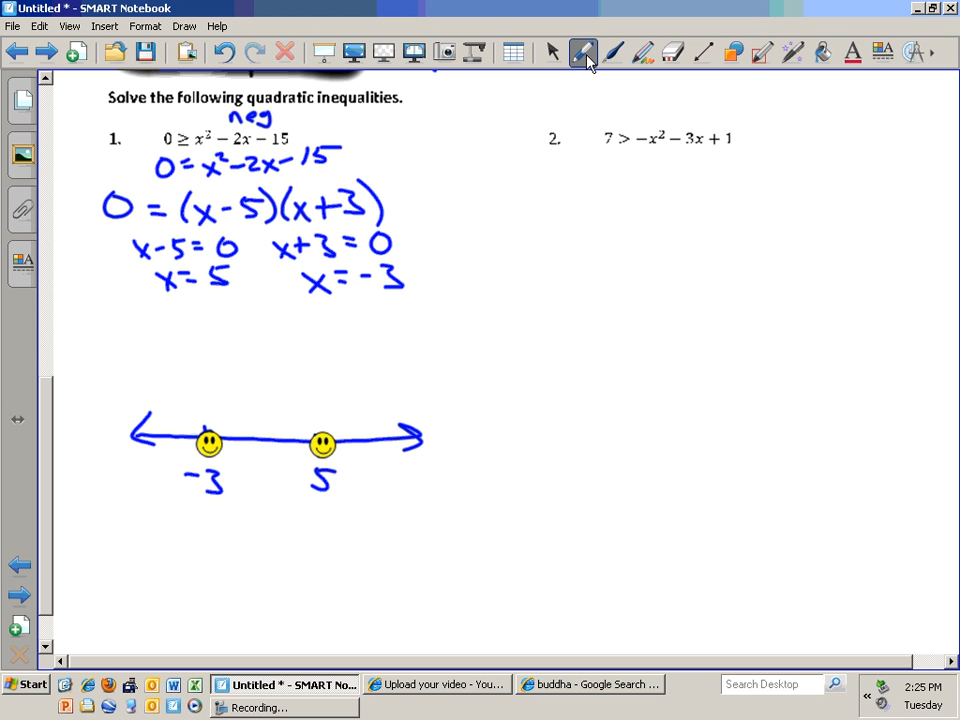 Untitled * - SMART Notebook
File Edit View Insert Format Draw Help
Solve the following quadratic inequalities.
neg
1. 0 ≥ x² − 2x − 15
2. 7 > −x² − 3x + 1
0 = x² − 2x − 15
0 = (x − 5)(x + 3)
x − 5 = 0 x + 3 = 0
x = 5 x = −3
−3 5
Start Untitled * - SMART No... Upload your video - You... buddha - Google Search ... Search Desktop 2:25 PM
Recording... Tuesday